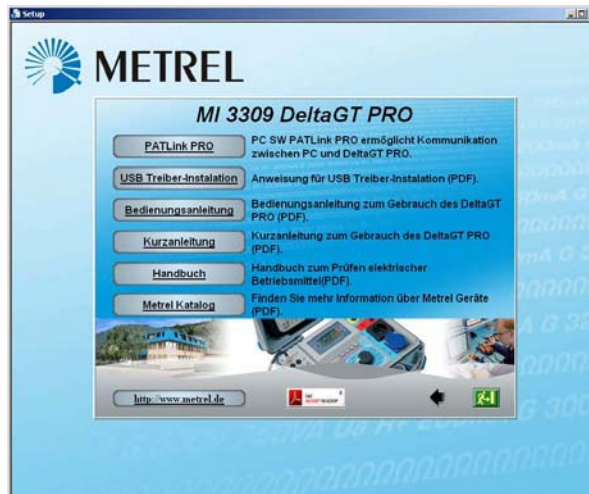 Setup
METREL
MI 3309 DeltaGT PRO
PATLink PRO
PC SW PATLink PRO ermöglicht Kommunikation
zwischen PC und DeltaGT PRO.
USB Treiber-Instalation
Anweisung für USB Treiber-Instalation (PDF).
Bedienungsanleitung
Bedienungsanleitung zum Gebrauch des DeltaGT
PRO (PDF).
Kurzanleitung
Kurzanleitung zum Gebrauch des DeltaGT PRO
(PDF).
Handbuch
Handbuch zum Prüfen elektrischer
Betriebsmittel(PDF).
Metrel Katalog
Finden Sie mehr Information über Metrel Geräte
(PDF).
http://www.metrel.de